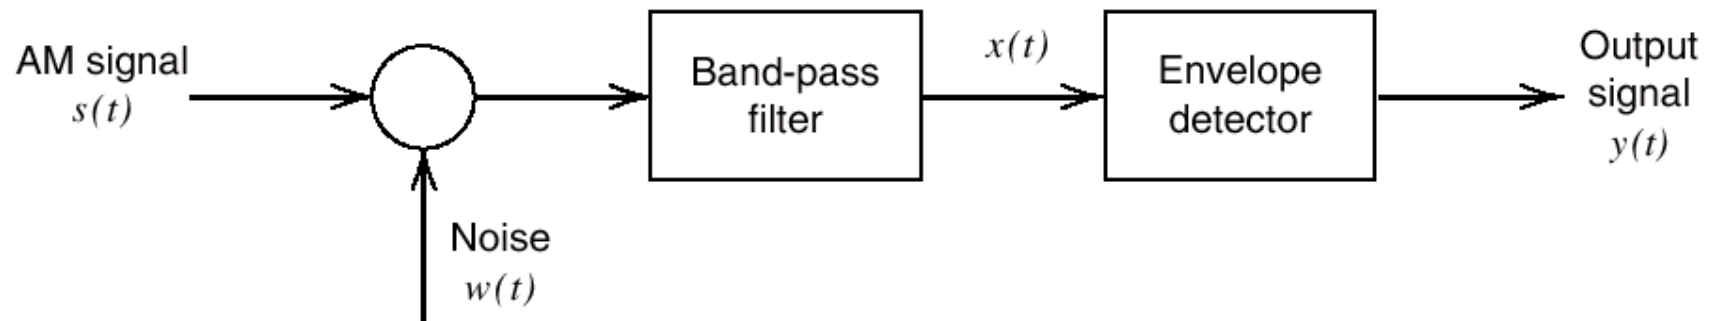 AM signal
s(t)
Band-pass
filter
x(t)
Envelope
detector
Output
signal
y(t)
Noise
w(t)